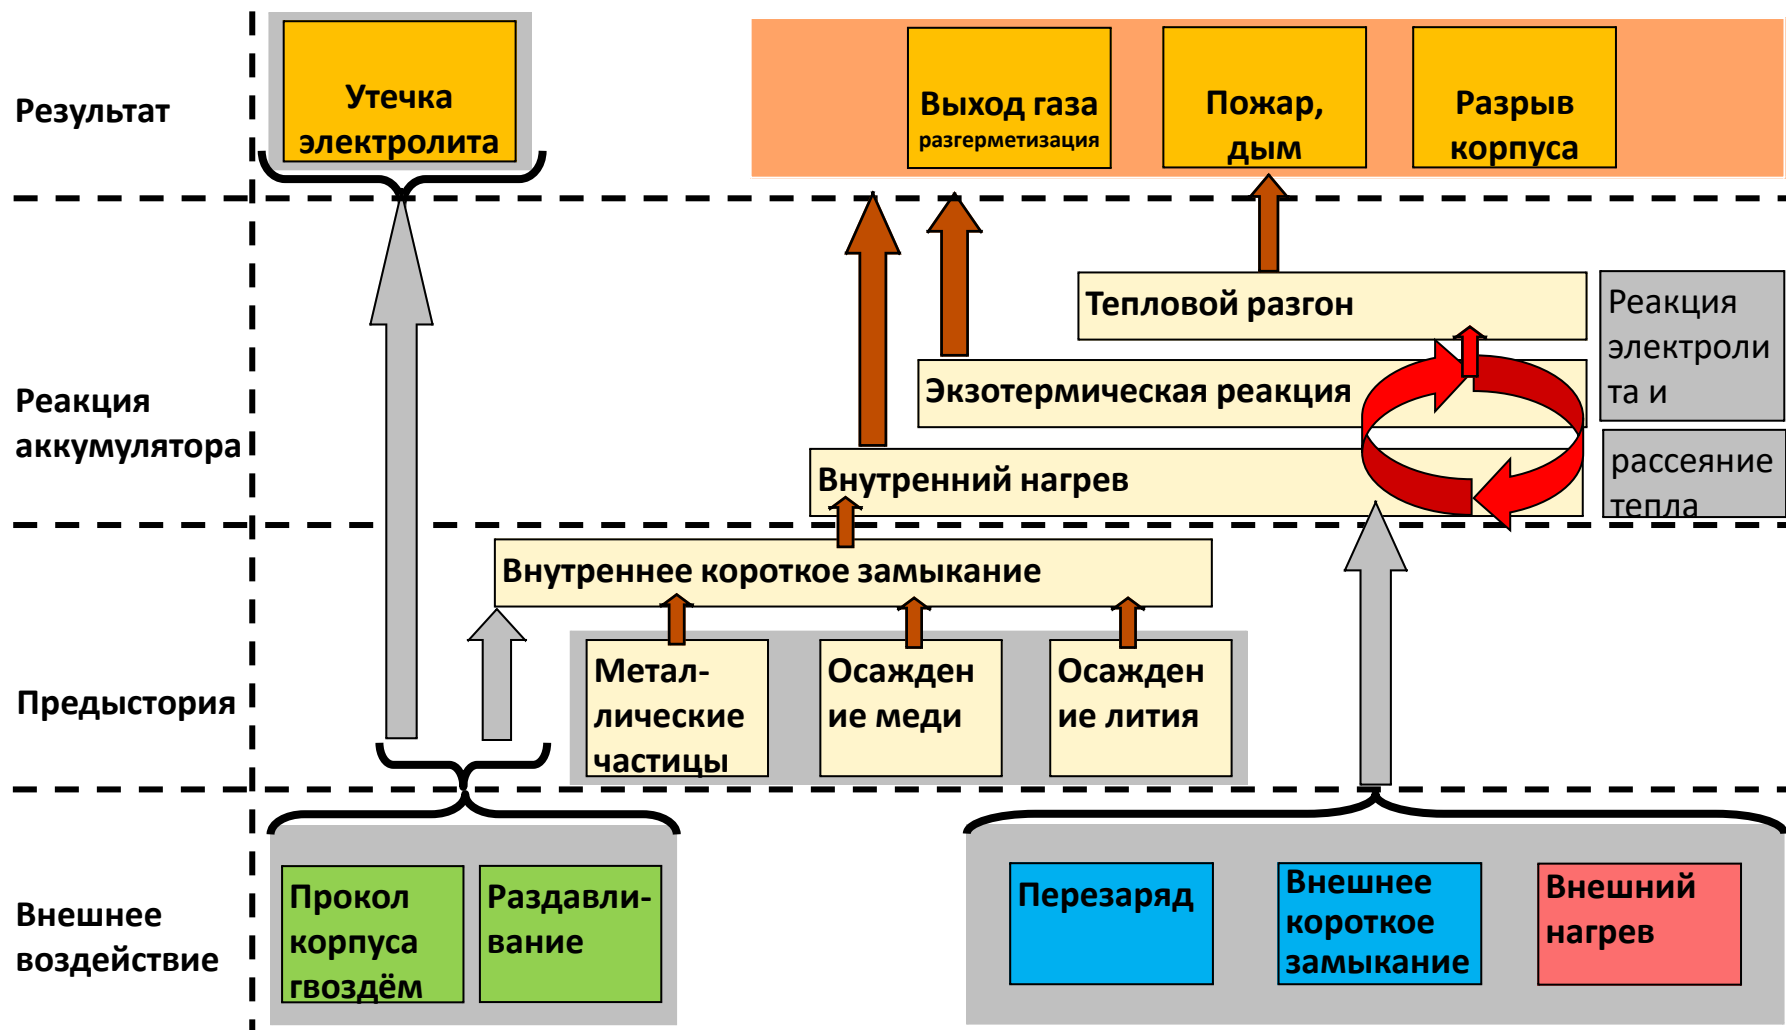 Результат
Утечка
электролита
Выход газа
разгерметизация
Пожар,
дым
Разрыв
корпуса
Реакция
аккумулятора
Тепловой разгон
Экзотермическая реакция
Внутренний нагрев
Реакция
электроли
та и
рассеяние
тепла
Предыстория
Внутреннее короткое замыкание
Метал-
лические
частицы
Осажден
ие меди
Осажден
ие лития
Внешнее
воздействие
Прокол
корпуса
гвоздём
Раздавли-
вание
Перезаряд
Внешнее
короткое
замыкание
Внешний
нагрев